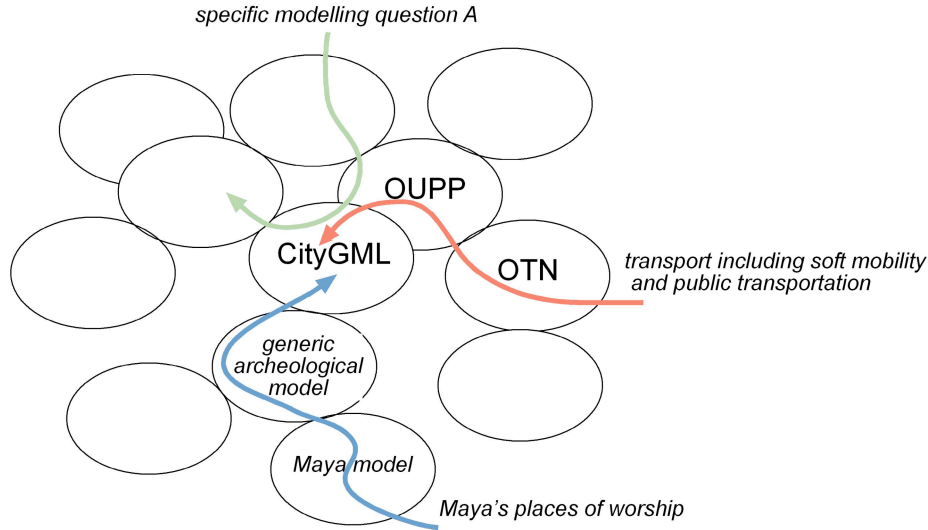 specific modelling question A
OUPP
CityGML
OTN
transport including soft mobility
and public transportation
generic
archeological
model
Maya model
Maya's places of worship